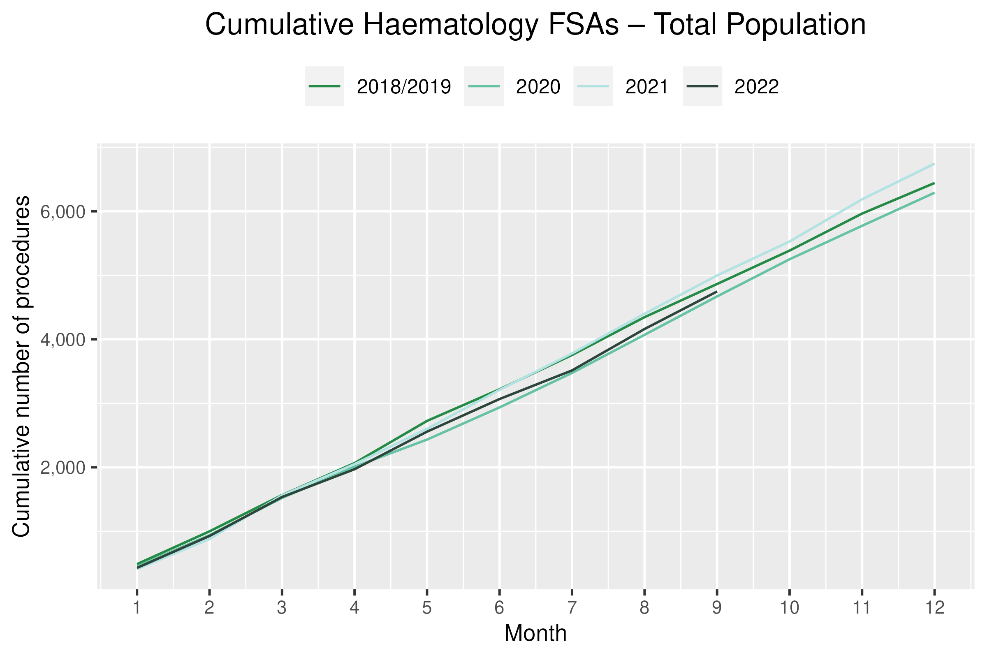 Cumulative Haematology FSAs – Total Population
2018/2019 2020 2021 2022
Cumulative number of procedures
6,000
4,000
2,000
1 2 3 4 5 6 7 8 9 10 11 12
Month